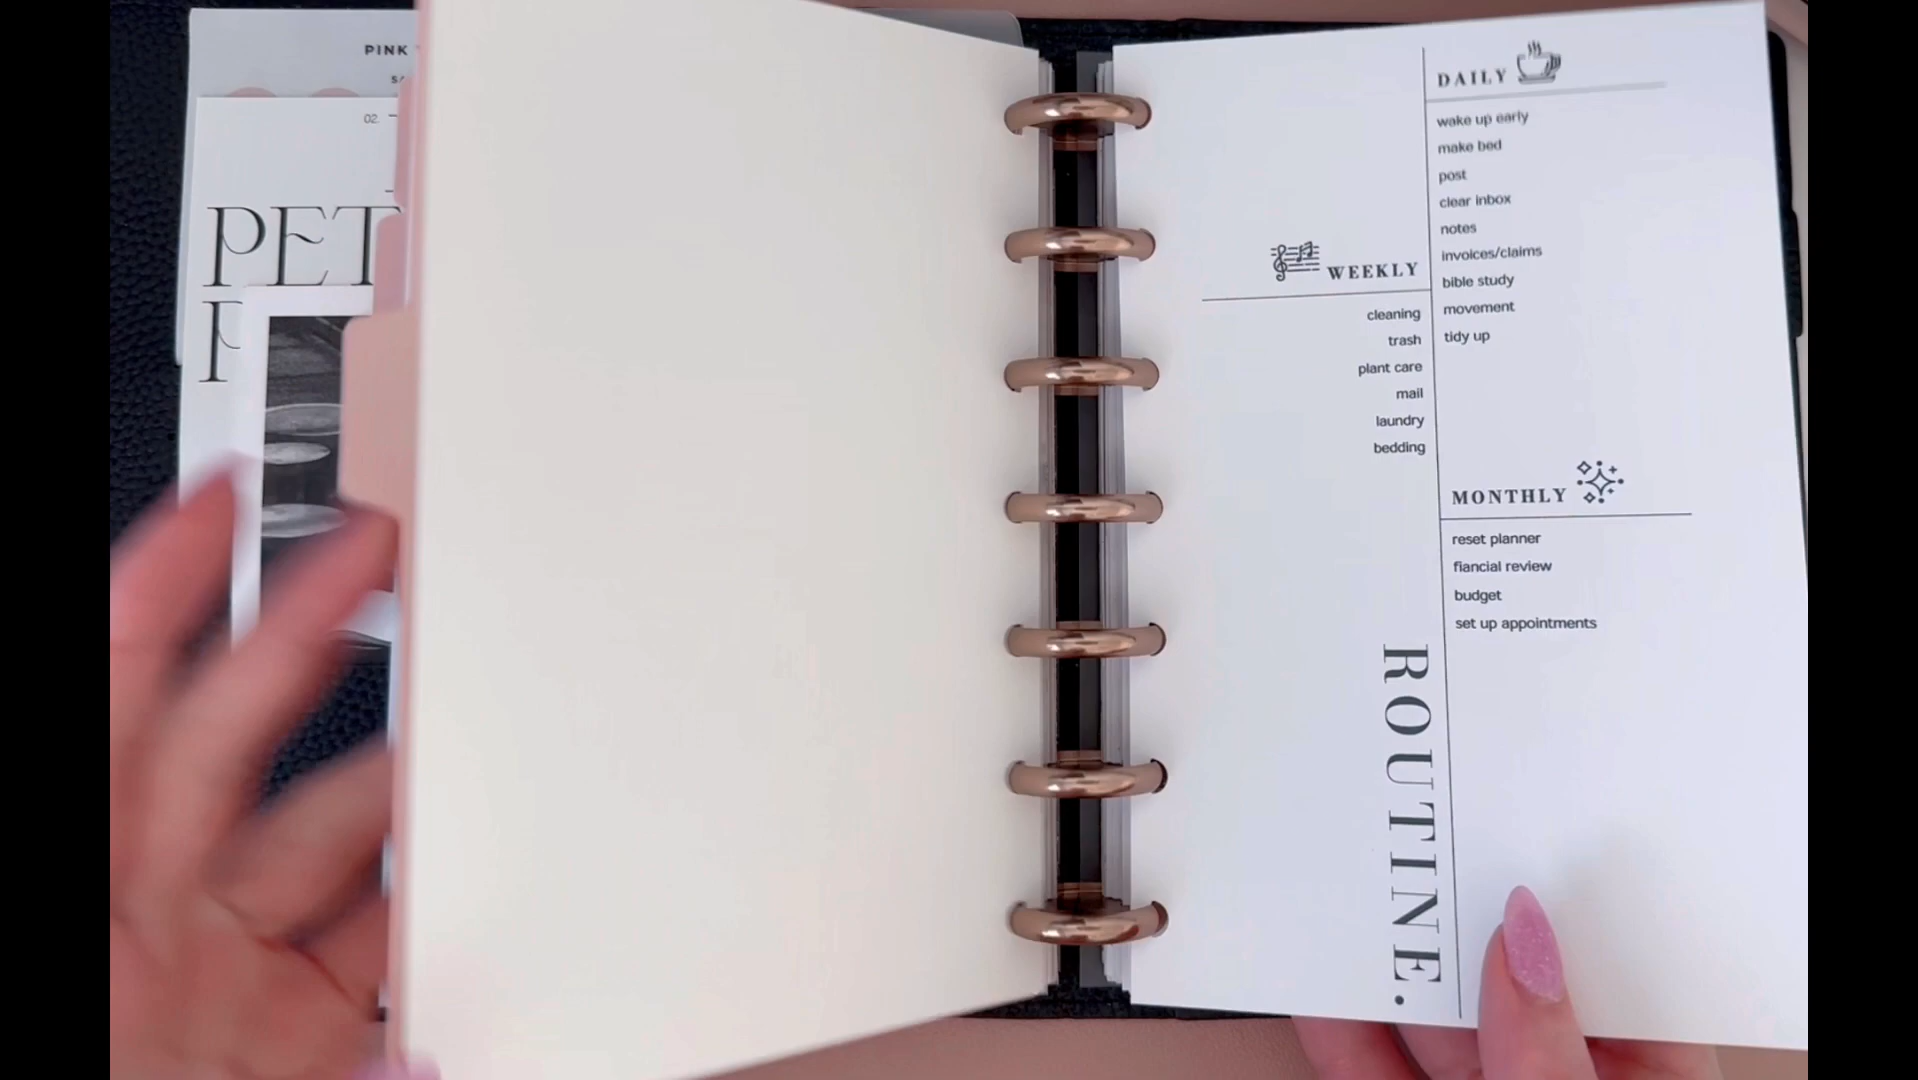 PINK
02.
PET
DAILY
wake up early
make bed
post
clear inbox
notes
invoices/claims
bible study
movement
tidy up
WEEKLY
cleaning
trash
plant care
mail
laundry
bedding
MONTHLY
reset planner
fiancial review
budget
set up appointments
ROUTINE.